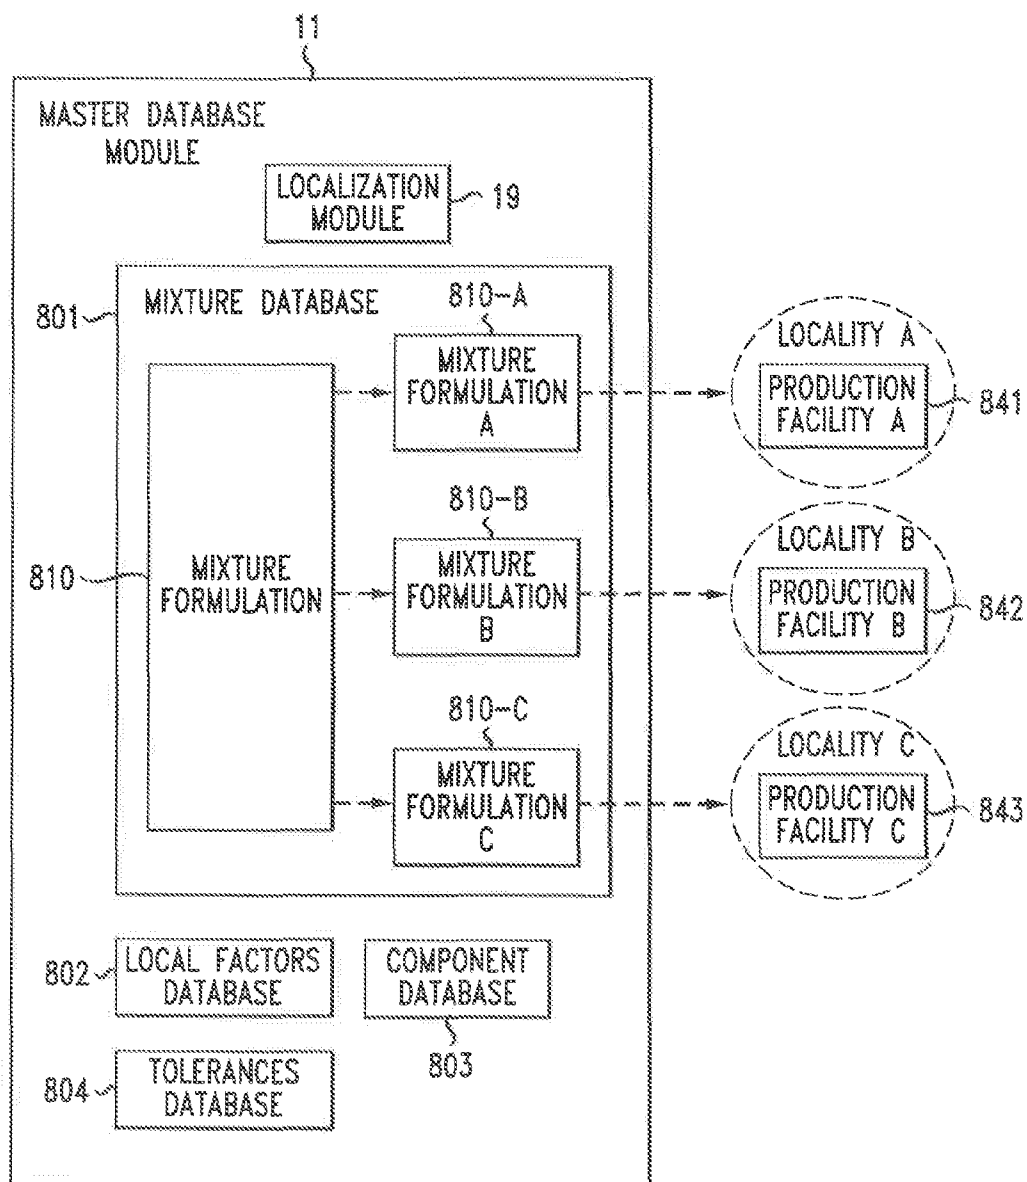 11
MASTER DATABASE
MODULE
LOCALIZATION
MODULE
19
801
MIXTURE DATABASE
810-A
MIXTURE
FORMULATION
A
LOCALITY A
PRODUCTION
FACILITY A
841
810
MIXTURE
FORMULATION
810-B
MIXTURE
FORMULATION
B
LOCALITY B
PRODUCTION
FACILITY B
842
810-C
MIXTURE
FORMULATION
C
LOCALITY C
PRODUCTION
FACILITY C
843
802
LOCAL FACTORS
DATABASE
COMPONENT
DATABASE
803
804
TOLERANCES
DATABASE